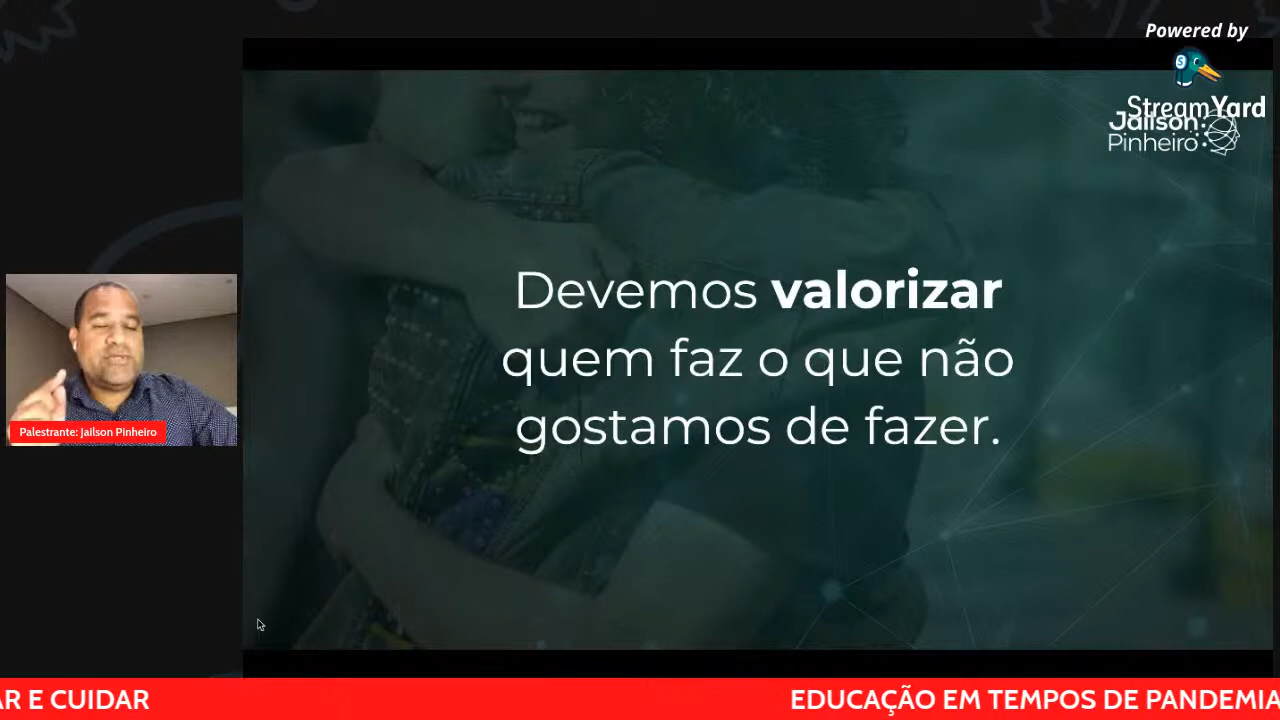 Powered by
StreamYard
Jailson
Pinheiro
Devemos valorizar
quem faz o que não
gostamos de fazer.
Palestrante: Jailson Pinheiro
AR E CUIDAR
EDUCAÇÃO EM TEMPOS DE PANDEMIA